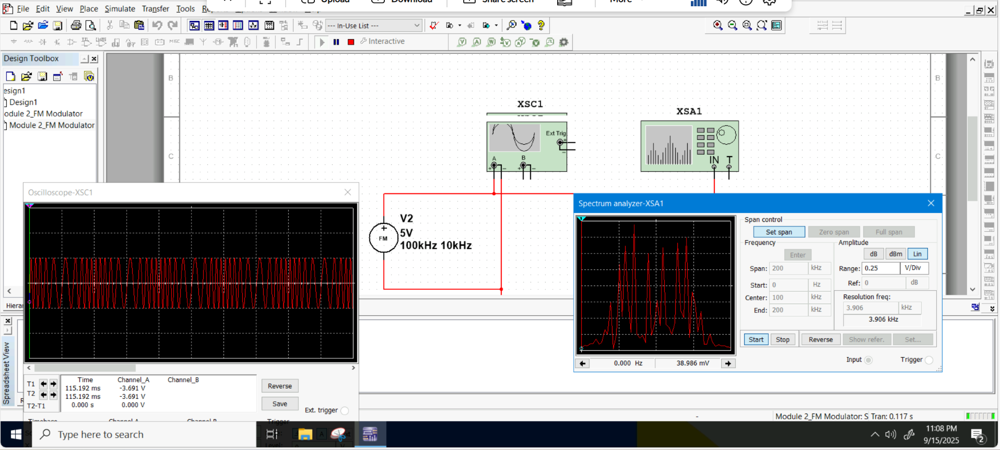 Upload Download Share screen More
File Edit View Place Simulate Transfer Tools
--- In-Use List ---
MISC Interactive
Design Toolbox
esign1
Design1
odule 2_FM Modulator
Module 2_FM Modulator
B B
C C
XSC1
Ext Trig
A B
XSA1
IN T
V2
5V
FM
100kHz 10kHz
Hierar
Oscilloscope-XSC1
T1
T2
T2-T1
Time Channel_A Channel_B
115.192 ms -3.691 V
115.192 ms -3.691 V
0.000 s 0.000 V
Reverse
Save
Ext. trigger
Timebase Channel A Channel B Trigger
Spectrum analyzer-XSA1
Span control
Set span Zero span Full span
Frequency
Enter
Span: 200 kHz
Start: 0 Hz
Center: 100 kHz
End: 200 kHz
Amplitude
dB dBm Lin
Range: 0.25 V/Div
Ref: 0 dB
Resolution freq:
3.906 kHz
3.906 kHz
Start Stop Reverse Show refer. Set...
Input Trigger
0.000 Hz 38.986 mV
Spreadsheet View
- Module 2_FM Modulator: S Tran: 0.117 s
Type here to search
11:08 PM
9/15/2025
2